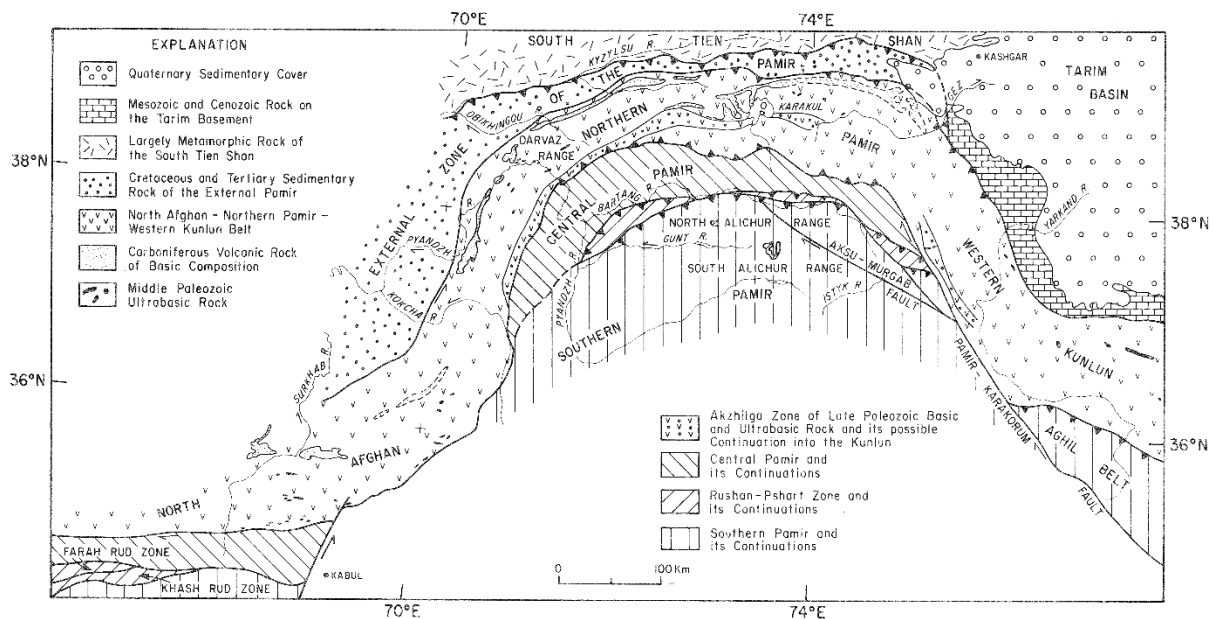 70°E
74°E
EXPLANATION
Quaternary Sedimentary Cover
Mesozoic and Cenozoic Rock on
the Tarim Basement
Largely Metamorphic Rock of
the South Tien Shan
Cretaceous and Tertiary Sedimentary
Rock of the External Pamir
North Afghan - Northern Pamir -
Western Kunlun Belt
Carboniferous Volcanic Rock
of Basic Composition
Middle Paleozoic
Ultrabasic Rock
SOUTH TIEN SHAN
KYZYLSU R.
KASHGAR
TARIM
BASIN
GEZ
EXTERNAL ZONE OF THE PAMIR
OBIKHINGOU R.
NORTHERN PAMIR
KARAKUL
DARVAZ
RANGE
38°N
38°N
CENTRAL PAMIR
BARTANG R.
YARKAND R.
NORTH ALICHUR RANGE
GUNT R.
PYANDZH R.
SOUTH ALICHUR RANGE
AKSU-MURGAB
FAULT
ISTYK R.
WESTERN
KUNLUN
PYANDZH R.
SOUTHERN PAMIR
KOKCHA R.
SURKHAB R.
36°N
36°N
PAMIR-KARAKORUM FAULT
AGHIL
BELT
NORTH AFGHAN
Akzhilga Zone of Late Paleozoic Basic
and Ultrabasic Rock and its possible
Continuation into the Kunlun
Central Pamir and
its Continuations
Rushan-Pshart Zone and
its Continuations
Southern Pamir and
its Continuations
FARAH RUD ZONE
KHASH RUD ZONE
KABUL
0 100 Km
70°E
74°E